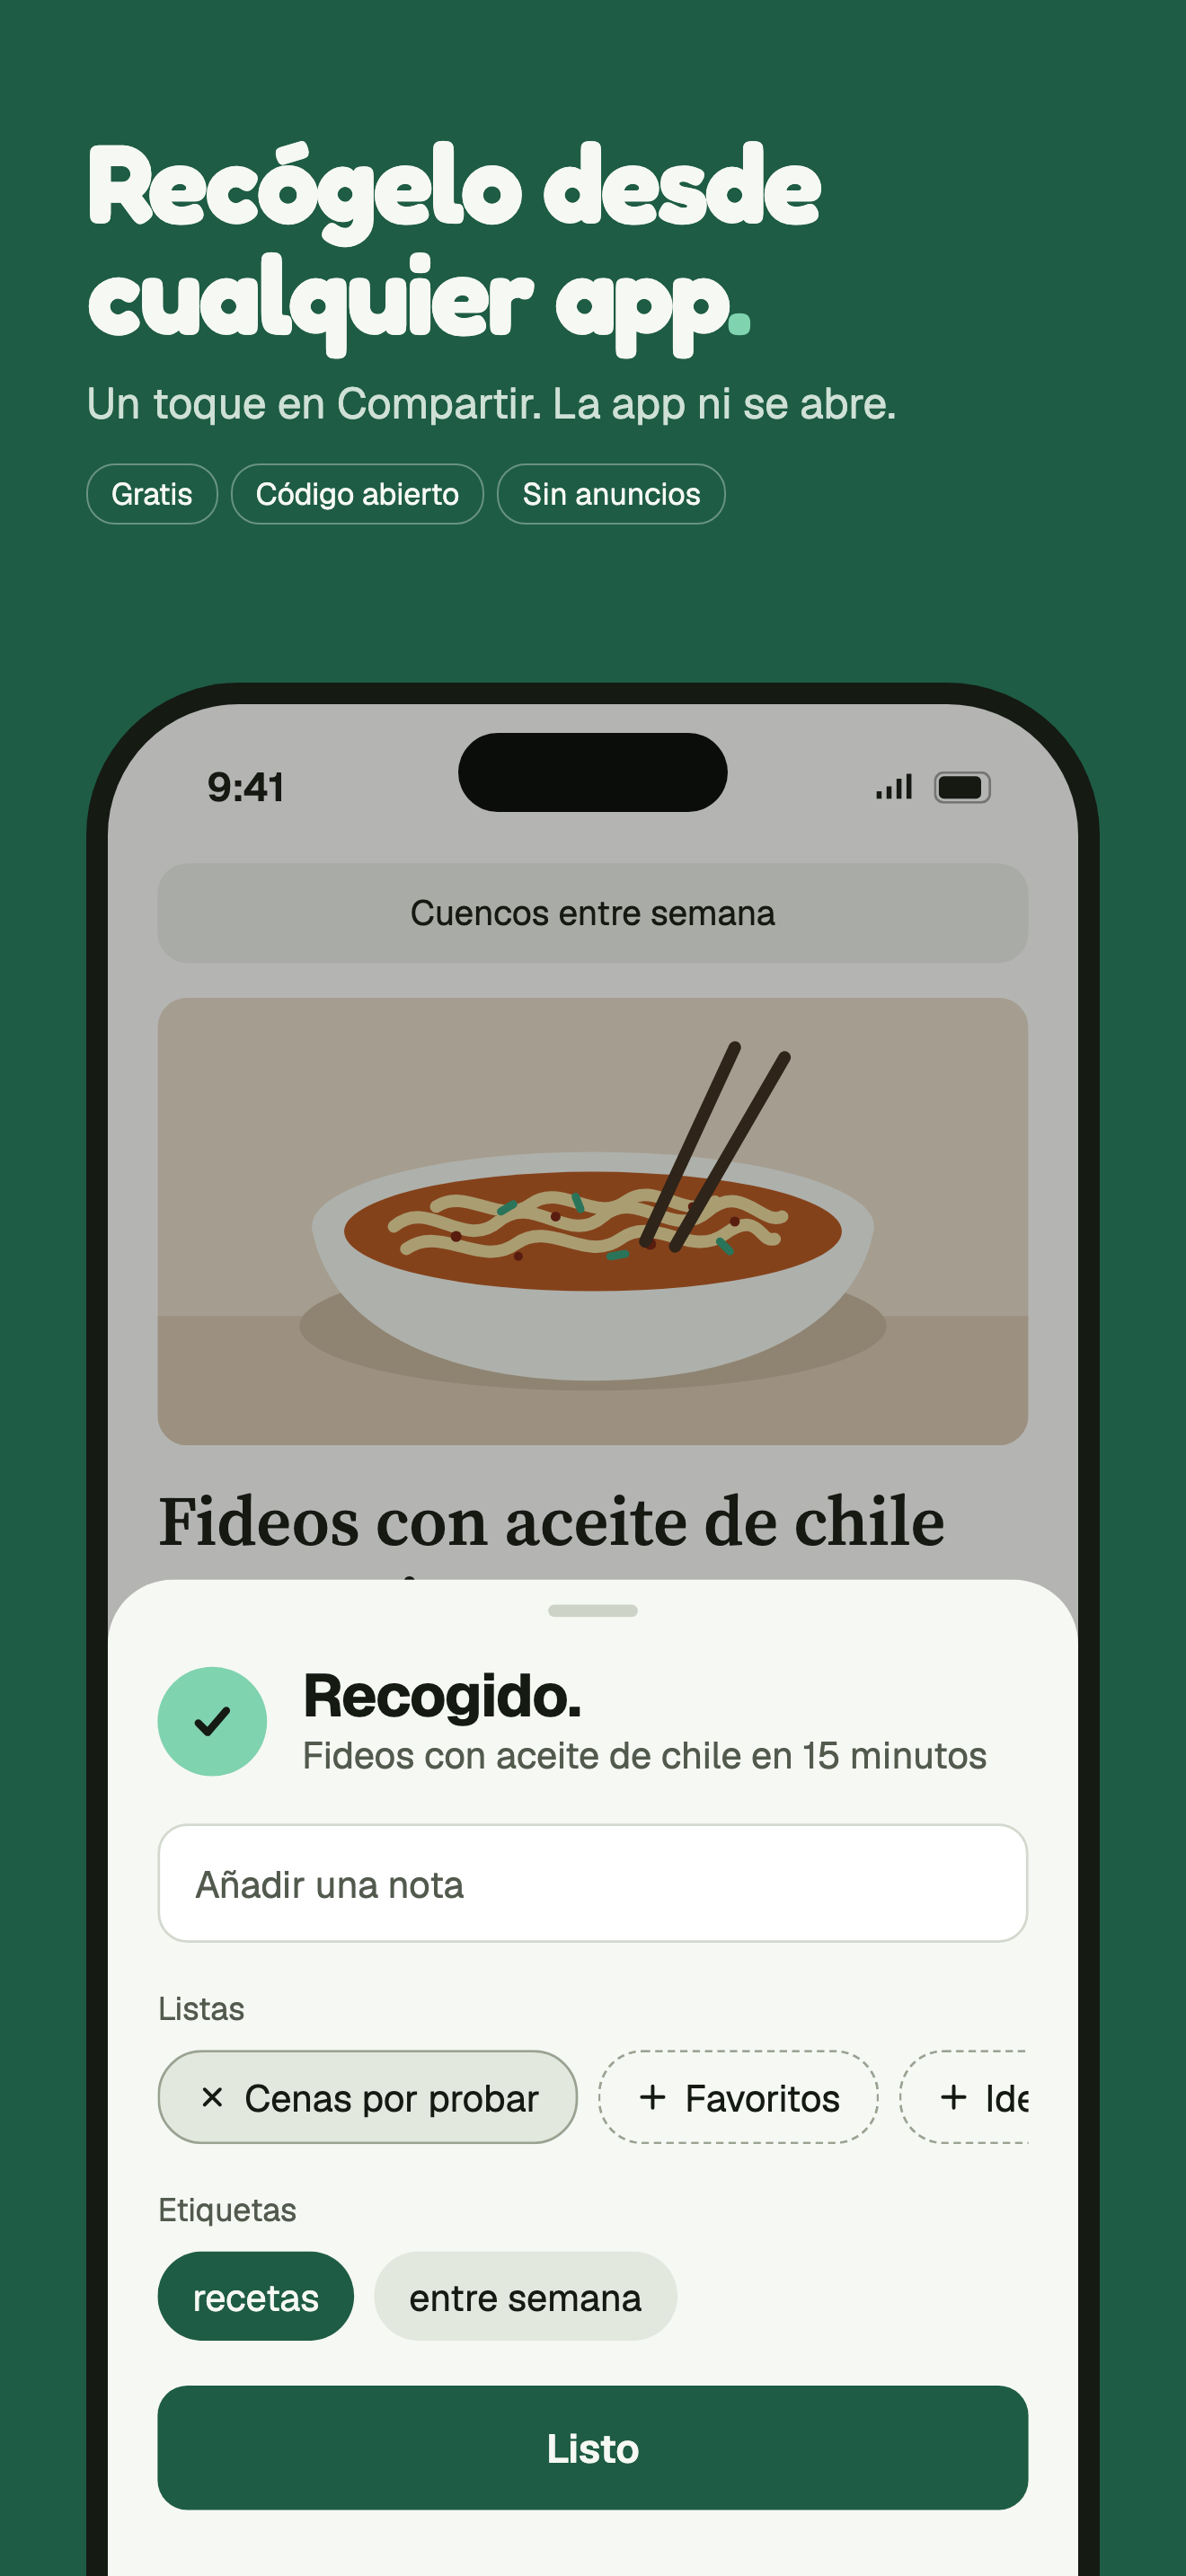 Recógelo desde
cualquier app.
Un toque en Compartir. La app ni se abre.
Gratis
Código abierto
Sin anuncios
9:41
Cuencos entre semana
Fideos con aceite de chile
Recogido.
Fideos con aceite de chile en 15 minutos
Añadir una nota
Listas
× Cenas por probar
+ Favoritos
+ Ide
Etiquetas
recetas
entre semana
Listo